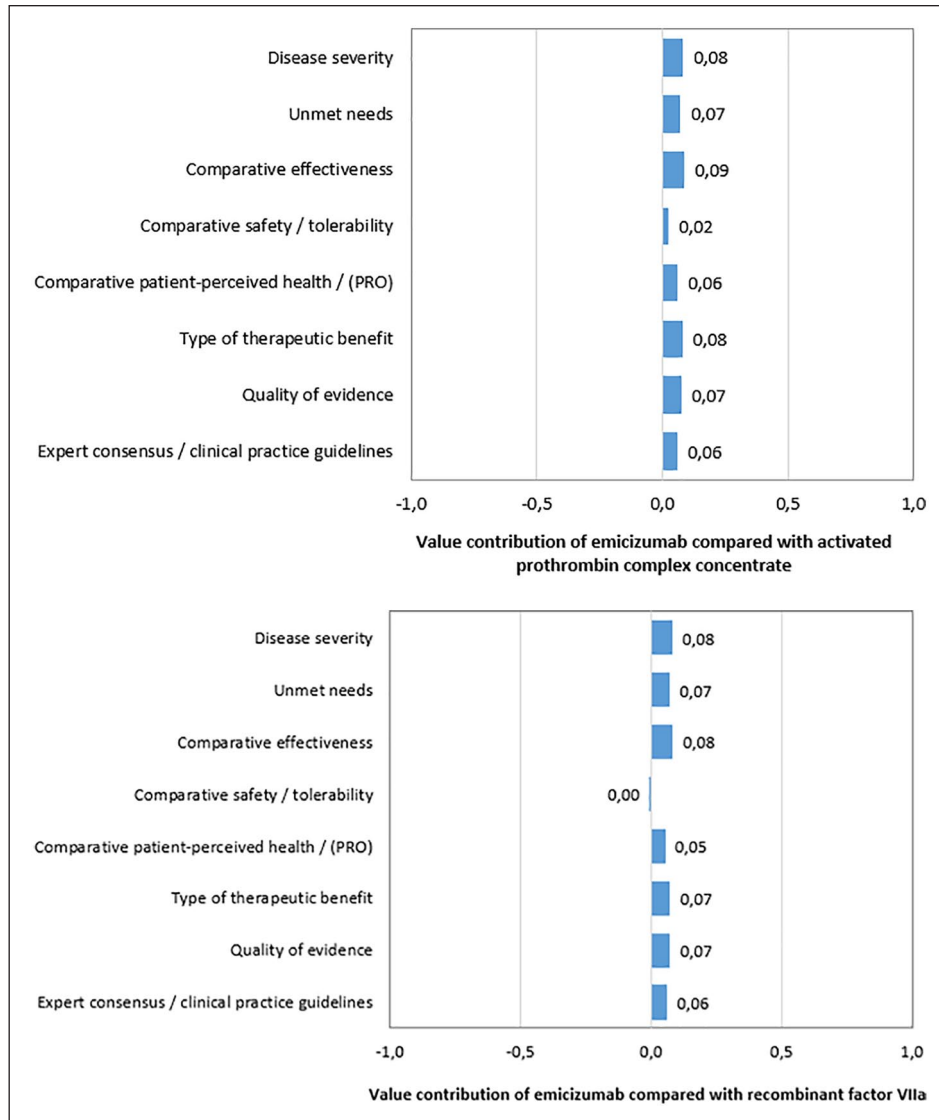 Disease severity 0,08
Unmet needs 0,07
Comparative effectiveness 0,09
Comparative safety / tolerability 0,02
Comparative patient-perceived health / (PRO) 0,06
Type of therapeutic benefit 0,08
Quality of evidence 0,07
Expert consensus / clinical practice guidelines 0,06
-1,0 -0,5 0,0 0,5 1,0
Value contribution of emicizumab compared with activated
prothrombin complex concentrate
Disease severity 0,08
Unmet needs 0,07
Comparative effectiveness 0,08
Comparative safety / tolerability 0,00
Comparative patient-perceived health / (PRO) 0,05
Type of therapeutic benefit 0,07
Quality of evidence 0,07
Expert consensus / clinical practice guidelines 0,06
-1,0 -0,5 0,0 0,5 1,0
Value contribution of emicizumab compared with recombinant factor VIIa